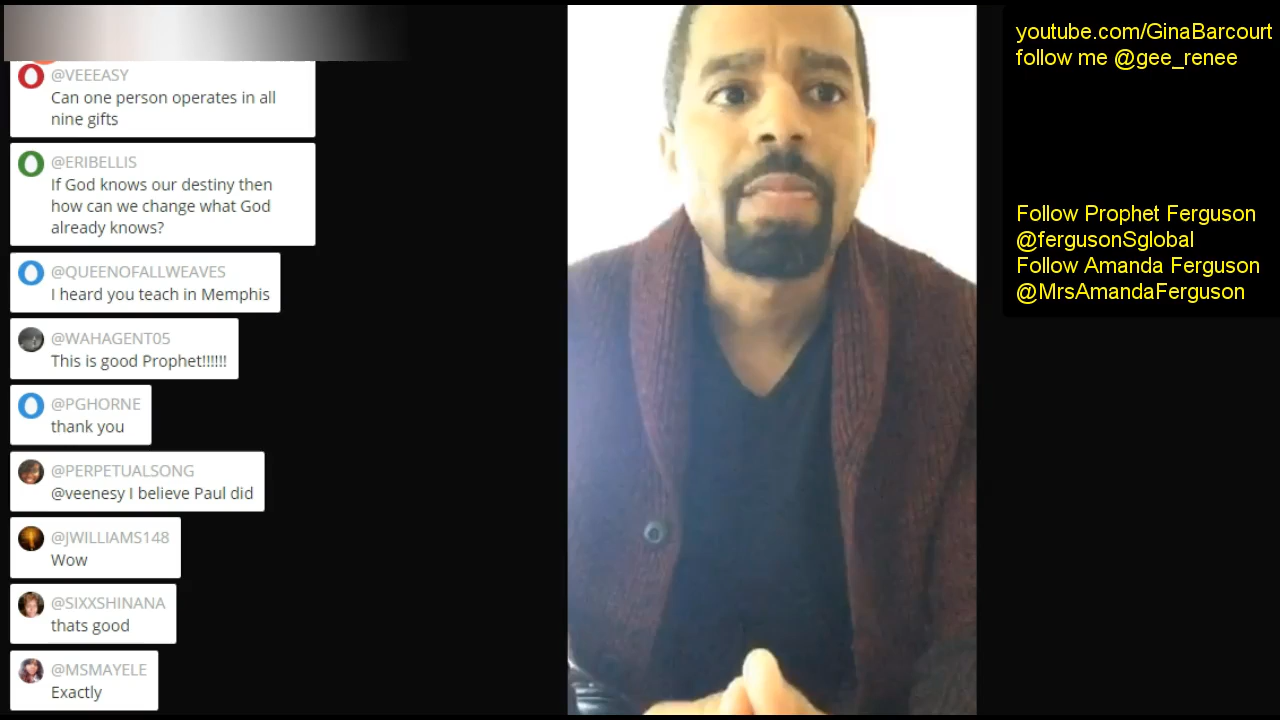 @VEEEASY
Can one person operates in all
nine gifts
@ERIBELLIS
If God knows our destiny then
how can we change what God
already knows?
@QUEENOFALLWEAVES
I heard you teach in Memphis
@WAHAGENT05
This is good Prophet!!!!!!
@PGHORNE
thank you
@PERPETUALSONG
@veenesy I believe Paul did
@JWILLIAMS148
Wow
@SIXXSHINANA
thats good
@MSMAYELE
Exactly
youtube.com/GinaBarcourt
follow me @gee_renee
Follow Prophet Ferguson
@fergusonSglobal
Follow Amanda Ferguson
@MrsAmandaFerguson